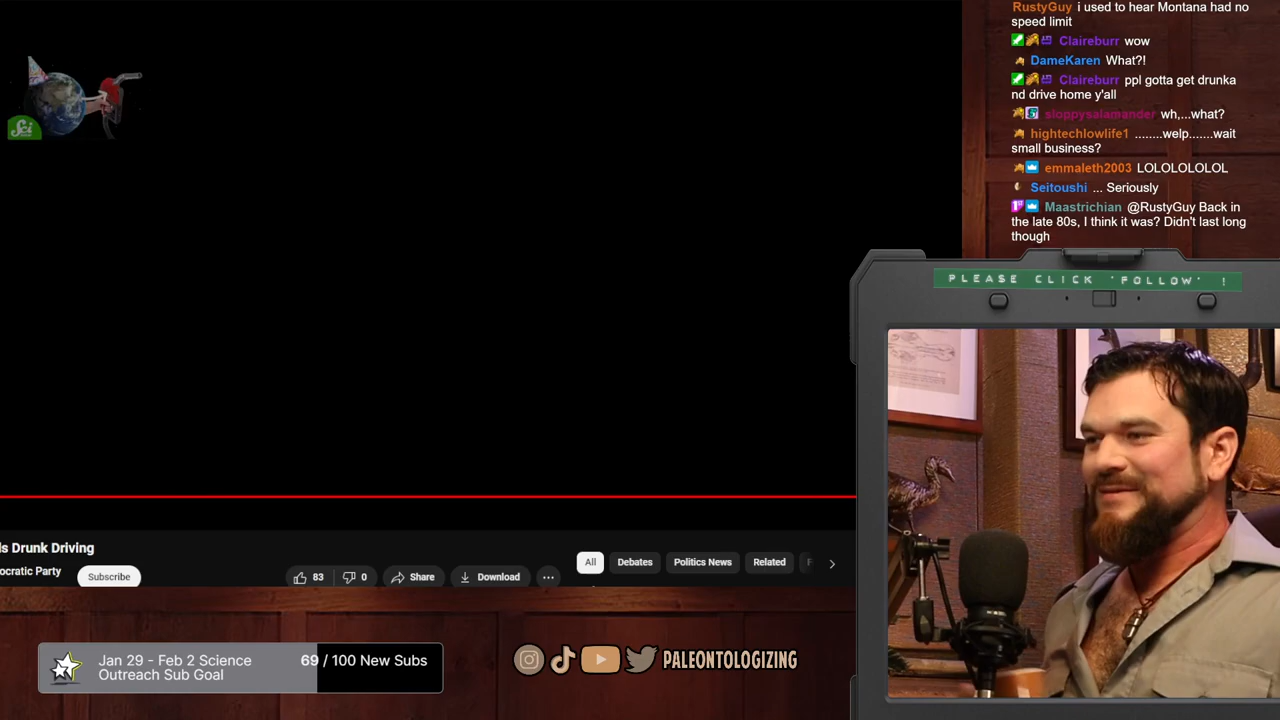 RustyGuy i used to hear Montana had no
speed limit
Claireburr wow
DameKaren What?!
Claireburr ppl gotta get drunka
nd drive home y'all
sloppysalamander wh,...what?
hightechlowlife1 ........welp.......wait
small business?
emmaleth2003 LOLOLOLOLOL
Seitoushi ... Seriously
Maastrichian @RustyGuy Back in
the late 80s, I think it was? Didn't last long
though
PLEASE CLICK 'FOLLOW' !
Sci
ls Drunk Driving
ocratic Party
Subscribe
83
0
Share
Download
All
Debates
Politics News
Related
Jan 29 - Feb 2 Science
Outreach Sub Goal
69 / 100 New Subs
PALEONTOLOGIZING